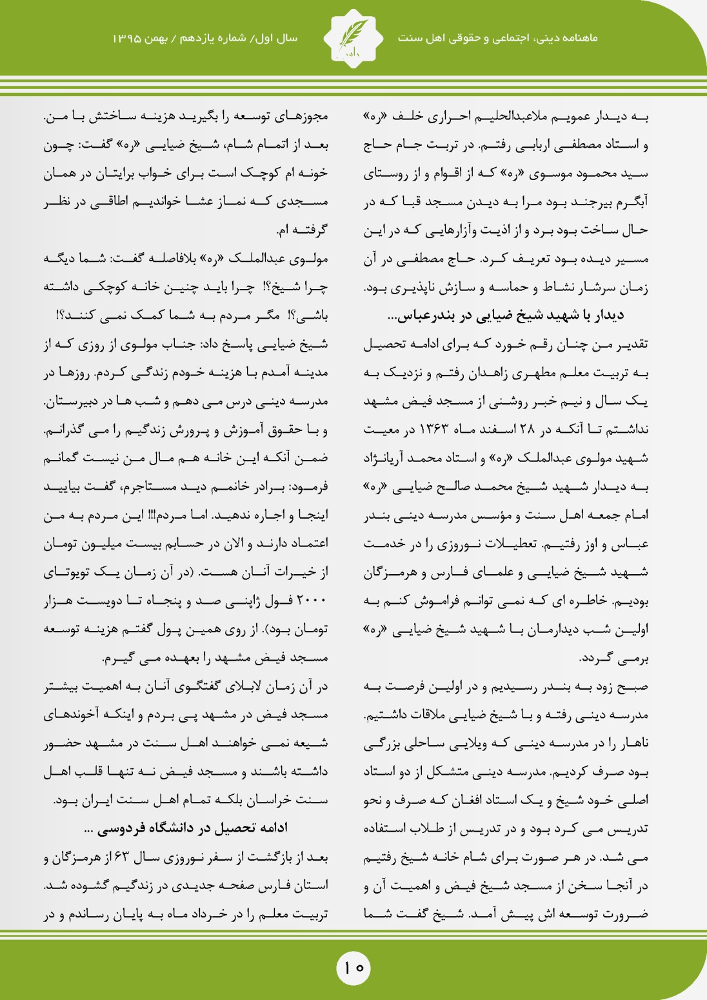 ماهنامه دینی، اجتماعی و حقوقی اهل سنت
سال اول/ شماره یازدهم / بهمن ۱۳۹۵
به دیدار عمویم ملاعبدالحلیم احراری خلف «ره»
و استاد مصطفی اربابی رفتم. در تربت جام حاج
سید محمود موسوی «ره» که از اقوام و از روستای
آبگرم بیرجند بود مرا به دیدن مسجد قبا که در
حال ساخت بود برد و از اذیت وآزارهایی که در این
مسیر دیده بود تعریف کرد. حاج مصطفی در آن
زمان سرشار نشاط و حماسه و سازش ناپذیری بود.
دیدار با شهید شیخ ضیایی در بندرعباس...
تقدیر من چنان رقم خورد که برای ادامه تحصیل
به تربیت معلم مطهری زاهدان رفتم و نزدیک به
یک سال و نیم خبر روشنی از مسجد فیض مشهد
نداشتم تا آنکه در ۲۸ اسفند ماه ۱۳۶۳ در معیت
شهید مولوی عبدالملک «ره» و استاد محمد آریانژاد
به دیدار شهید شیخ محمد صالح ضیایی «ره»
امام جمعه اهل سنت و مؤسس مدرسه دینی بندر
عباس و اوز رفتیم. تعطیلات نوروزی را در خدمت
شهید شیخ ضیایی و علمای فارس و هرمزگان
بودیم. خاطره ای که نمی توانم فراموش کنم به
اولین شب دیدارمان با شهید شیخ ضیایی «ره»
برمی گردد.
صبح زود به بندر رسیدیم و در اولین فرصت به
مدرسه دینی رفته و با شیخ ضیایی ملاقات داشتیم.
ناهار را در مدرسه دینی که ویلایی ساحلی بزرگی
بود صرف کردیم. مدرسه دینی متشکل از دو استاد
اصلی خود شیخ و یک استاد افغان که صرف و نحو
تدریس می کرد بود و در تدریس از طلاب استفاده
می شد. در هر صورت برای شام خانه شیخ رفتیم
در آنجا سخن از مسجد شیخ فیض و اهمیت آن و
ضرورت توسعه اش پیش آمد. شیخ گفت شما
مجوزهای توسعه را بگیرید هزینه ساختش با من.
بعد از اتمام شام، شیخ ضیایی «ره» گفت: چون
خونه ام کوچک است برای خواب برایتان در همان
مسجدی که نماز عشا خواندیم اطاقی در نظر
گرفته ام.
مولوی عبدالملک «ره» بلافاصله گفت: شما دیگه
چرا شیخ؟! چرا باید چنین خانه کوچکی داشته
باشی؟! مگر مردم به شما کمک نمی کنند؟!
شیخ ضیایی پاسخ داد: جناب مولوی از روزی که از
مدینه آمدم با هزینه خودم زندگی کردم. روزها در
مدرسه دینی درس می دهم و شب ها در دبیرستان.
و با حقوق آموزش و پرورش زندگیم را می گذرانم.
ضمن آنکه این خانه هم مال من نیست گمانم
فرمود: برادر خانمم دید مستاجرم، گفت بیایید
اینجا و اجاره ندهید. اما مردم!!! این مردم به من
اعتماد دارند و الان در حسابم بیست میلیون تومان
از خیرات آنان هست. (در آن زمان یک تویوتای
۲۰۰۰ فول ژاپنی صد و پنجاه تا دویست هزار
تومان بود). از روی همین پول گفتم هزینه توسعه
مسجد فیض مشهد را بعهده می گیرم.
در آن زمان لابلای گفتگوی آنان به اهمیت بیشتر
مسجد فیض در مشهد پی بردم و اینکه آخوندهای
شیعه نمی خواهند اهل سنت در مشهد حضور
داشته باشند و مسجد فیض نه تنها قلب اهل
سنت خراسان بلکه تمام اهل سنت ایران بود.
ادامه تحصیل در دانشگاه فردوسی ...
بعد از بازگشت از سفر نوروزی سال ۶۳ از هرمزگان و
استان فارس صفحه جدیدی در زندگیم گشوده شد.
تربیت معلم را در خرداد ماه به پایان رساندم و در
۱۰